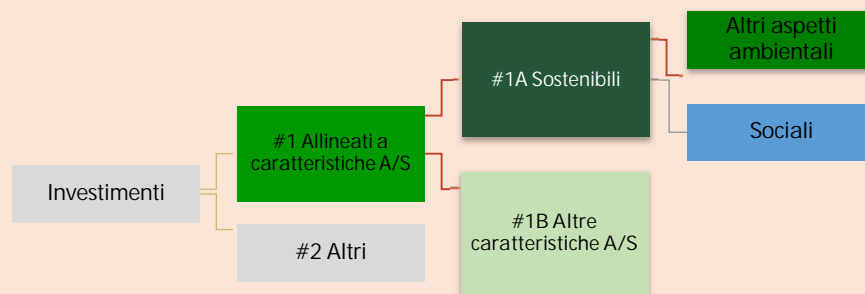 Investimenti
#1 Allineati a
caratteristiche A/S
#2 Altri
#1A Sostenibili
#1B Altre
caratteristiche A/S
Altri aspetti
ambientali
Sociali